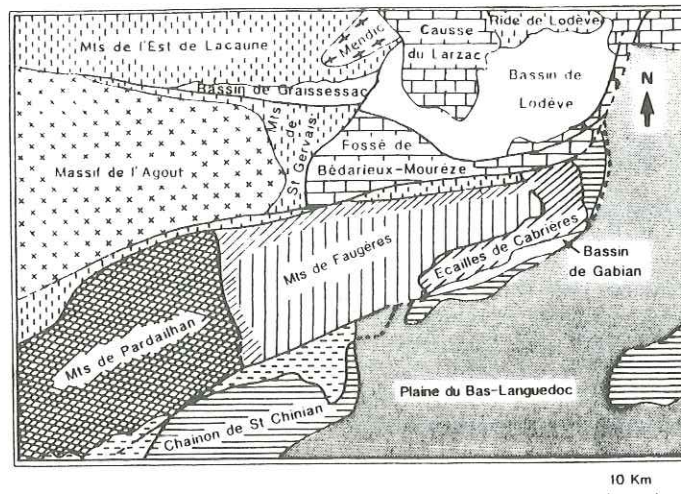 Mts de l'Est de Lacaune
Mendic
Causse
du Larzac
Ride de Lodève
Bassin de Graissessac
Bassin de
Lodève
N
Mts
de
St Gervais
Massif de l'Agout
Fossé de
Bédarieux-Mourèze
Mts de Faugères
Ecailles de Cabrières
Bassin
de Gabian
Mts de Pardailhan
Plaine du Bas-Languedoc
Chainon de St Chinian
10 Km